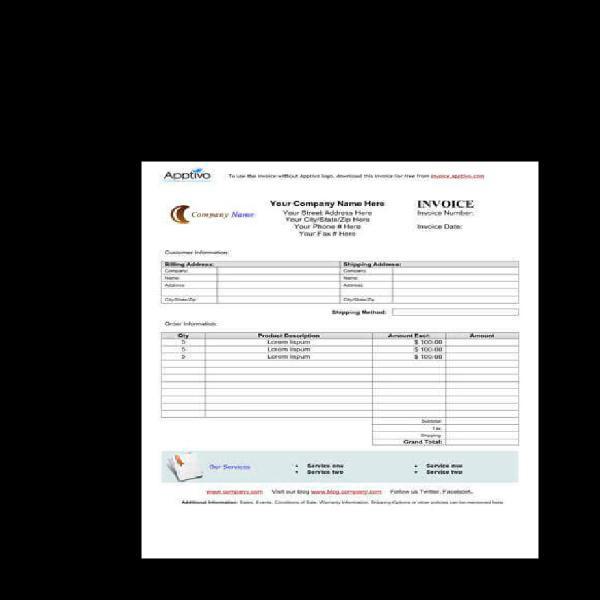 Apptivo To use the invoice without Apptivo logo, download this invoice for free from invoice.apptivo.com
Company Name
Your Company Name Here
Your Street Address Here
Your City/State/Zip Here
Your Phone # Here
Your Fax # Here
INVOICE
Invoice Number:
Invoice Date:
Customer Information:
Billing Address: Shipping Address:
Company: Company:
Name: Name:
Address: Address:
City/State/Zip: City/State/Zip:
Shipping Method:
Order Information:
Qty Product Description Amount Each Amount
5 Lorem Inpum $ 100.00
5 Lorem Inpum $ 100.00
5 Lorem Inpum $ 100.00
Subtotal:
Tax:
Shipping:
Grand Total:
Our Services
• Service one • Service one
• Service two • Service two
www.company.com Visit our blog www.blog.company.com Follow us Twitter, Facebook.
Additional Information: Sales, Events, Conditions of Sale, Warranty Information, Shipping Options or other policies can be mentioned here.